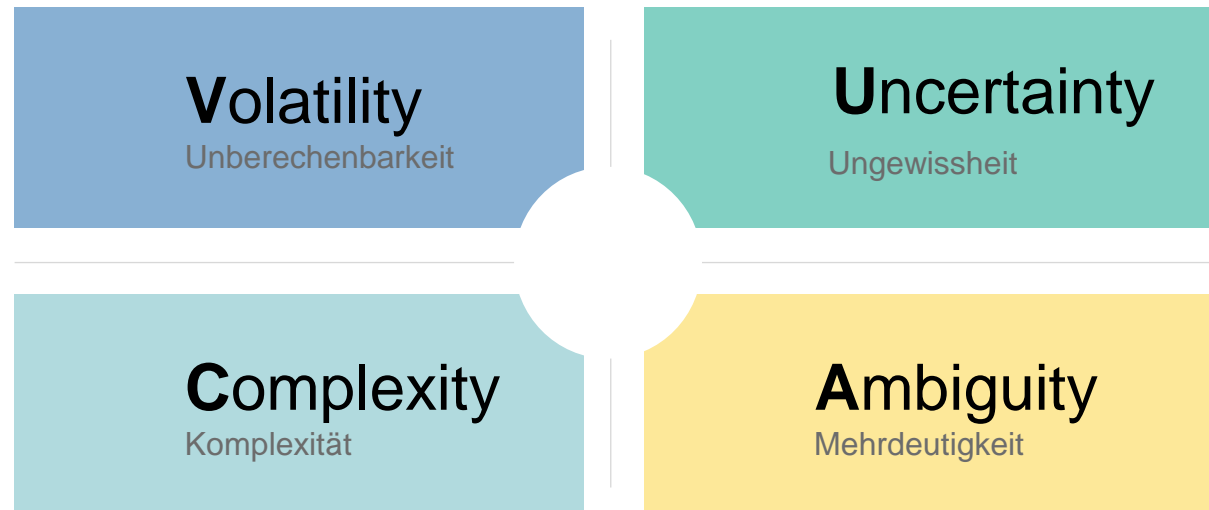 Volatility
Unberechenbarkeit
Uncertainty
Ungewissheit
Complexity
Komplexität
Ambiguity
Mehrdeutigkeit